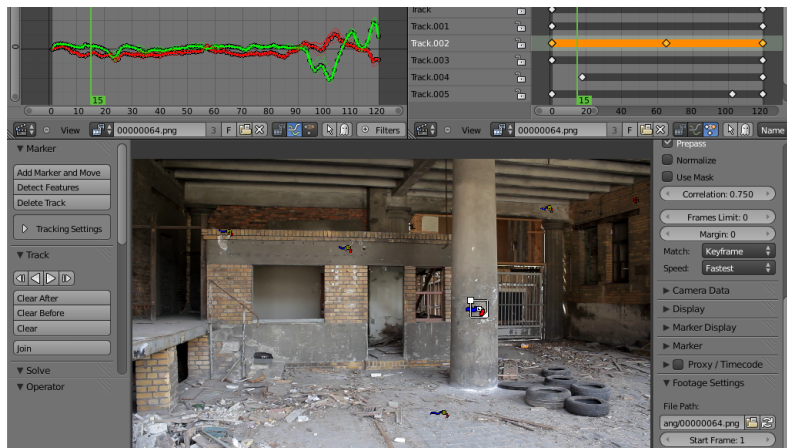 0
0 10 20 30 40 50 60 70 80 90 100 110 120
15
View 00000064.png 3 F Filters
Track
Track.001
Track.002
Track.003
Track.004
Track.005
0 20 40 60 80 100 120
15
View 00000064.png 3 F Name
Marker
Add Marker and Move
Detect Features
Delete Track
Tracking Settings
Track
Clear After
Clear Before
Clear
Join
Solve
Operator
Prepass
Normalize
Use Mask
Correlation: 0.750
Frames Limit: 0
Margin: 0
Match: Keyframe
Speed: Fastest
Camera Data
Display
Marker Display
Marker
Proxy / Timecode
Footage Settings
File Path:
ang/00000064.png
Start Frame: 1